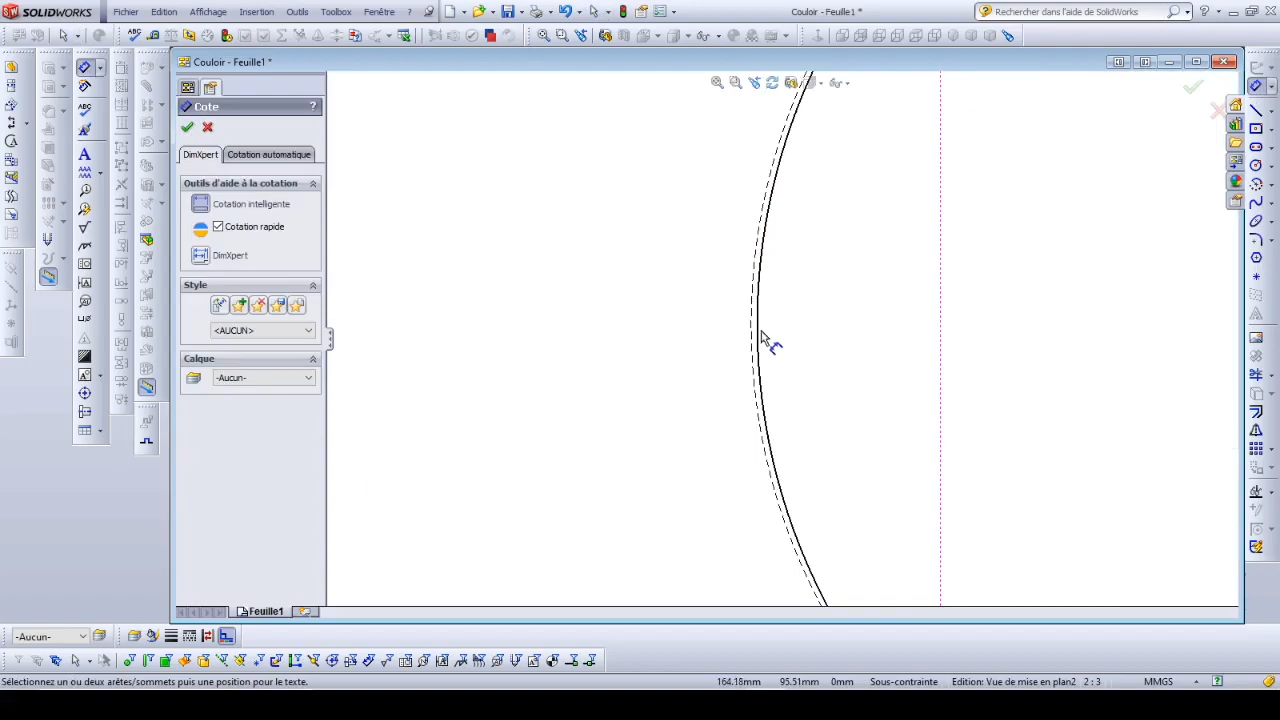 SOLIDWORKS Fichier Edition Affichage Insertion Outils Toolbox Fenêtre Couloir - Feuille1 * Rechercher dans l'aide de SolidWorks
Couloir - Feuille1 *
Cote ?
DimXpert Cotation automatique
Outils d'aide à la cotation
Cotation intelligente
Cotation rapide
DimXpert
Style
<AUCUN>
Calque
-Aucun-
Feuille1
-Aucun-
Sélectionnez un ou deux arêtes/sommets puis une position pour le texte. 164.18mm 95.51mm 0mm Sous-contrainte Edition: Vue de mise en plan2 2 : 3 MMGS